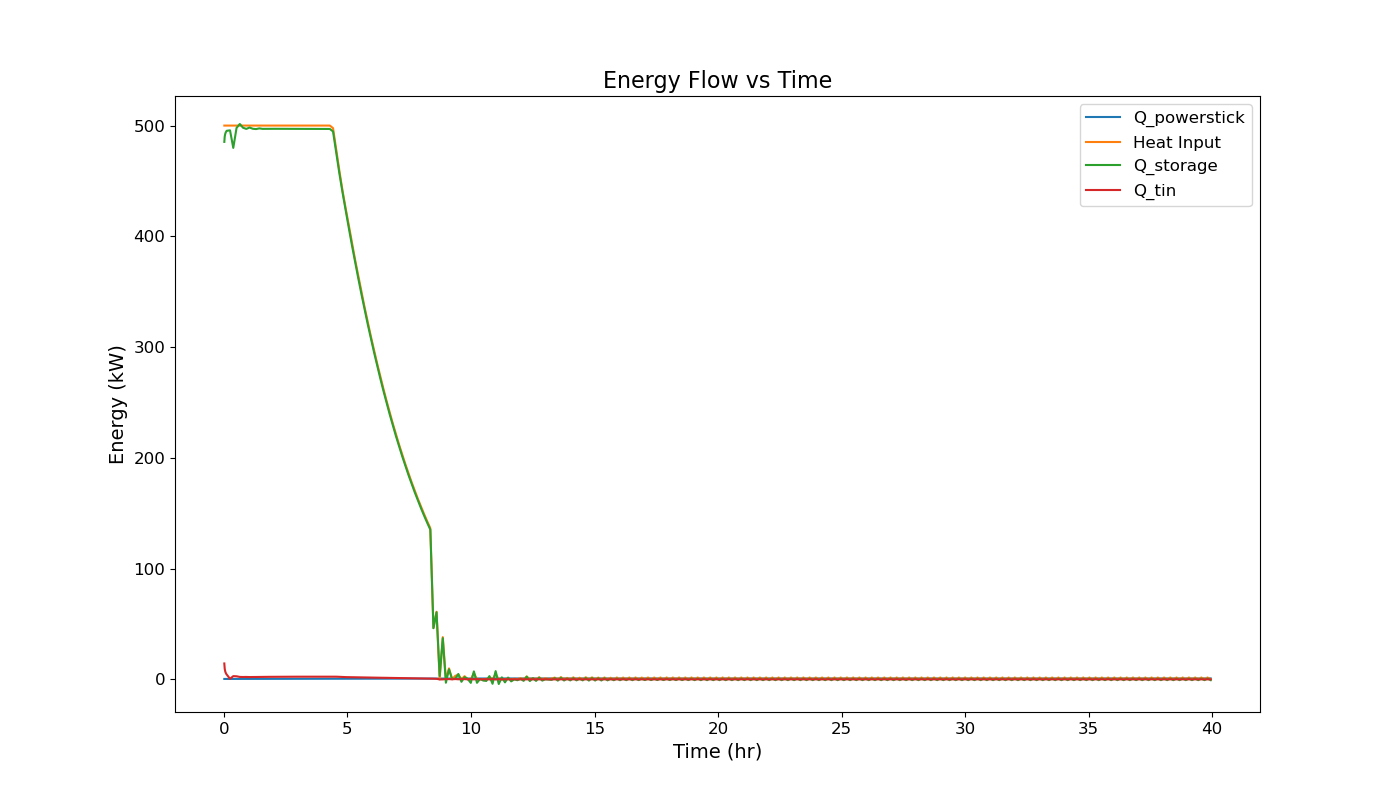 Energy Flow vs Time
Q_powerstick
Heat Input
Q_storage
Q_tin
Energy (kW)
500
400
300
200
100
0
0 5 10 15 20 25 30 35 40
Time (hr)